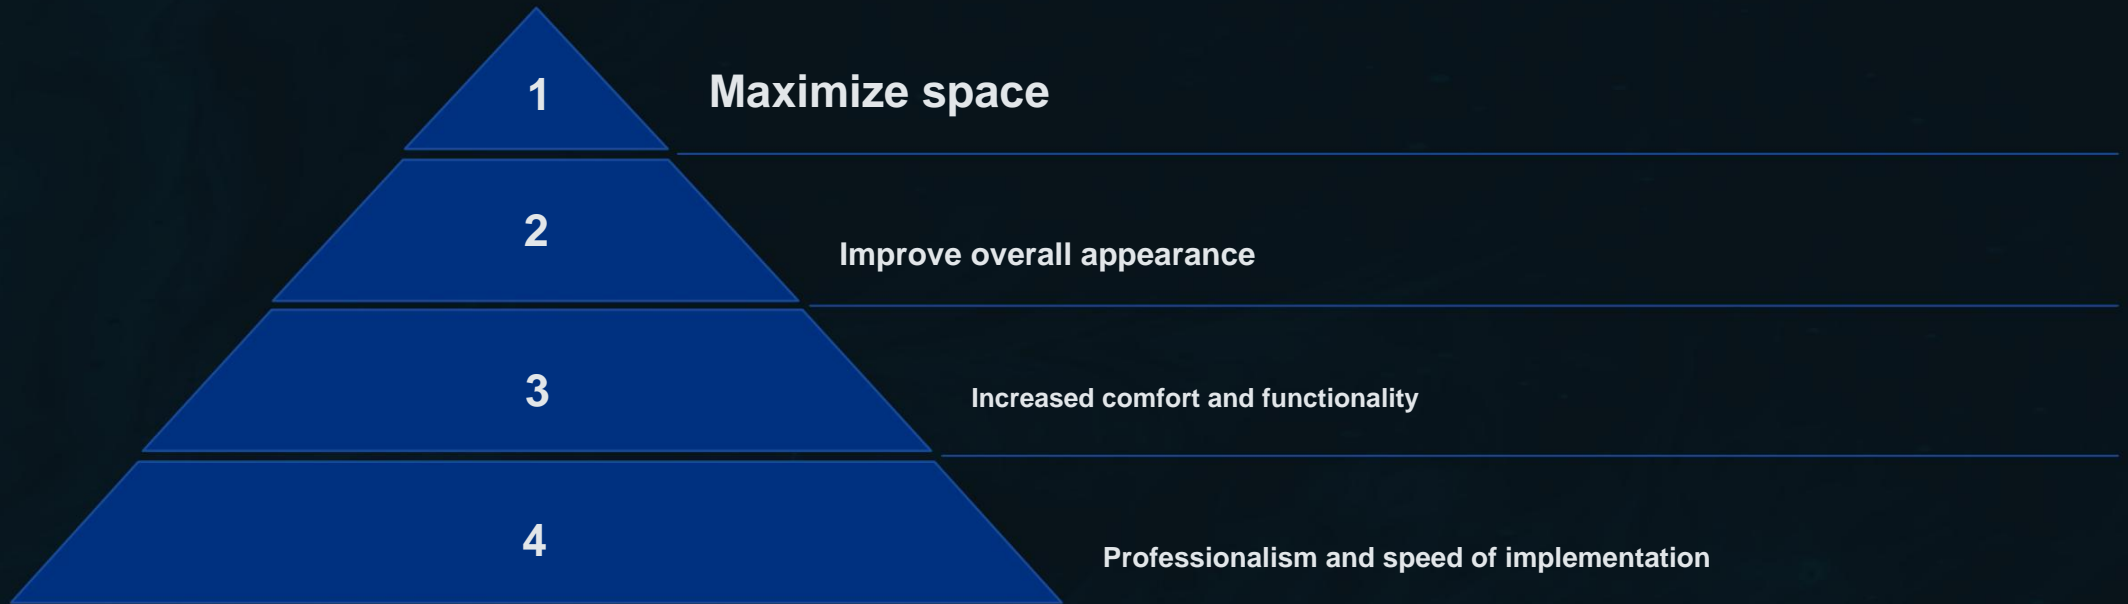 1
Maximize space
2
Improve overall appearance
3
Increased comfort and functionality
4
Professionalism and speed of implementation